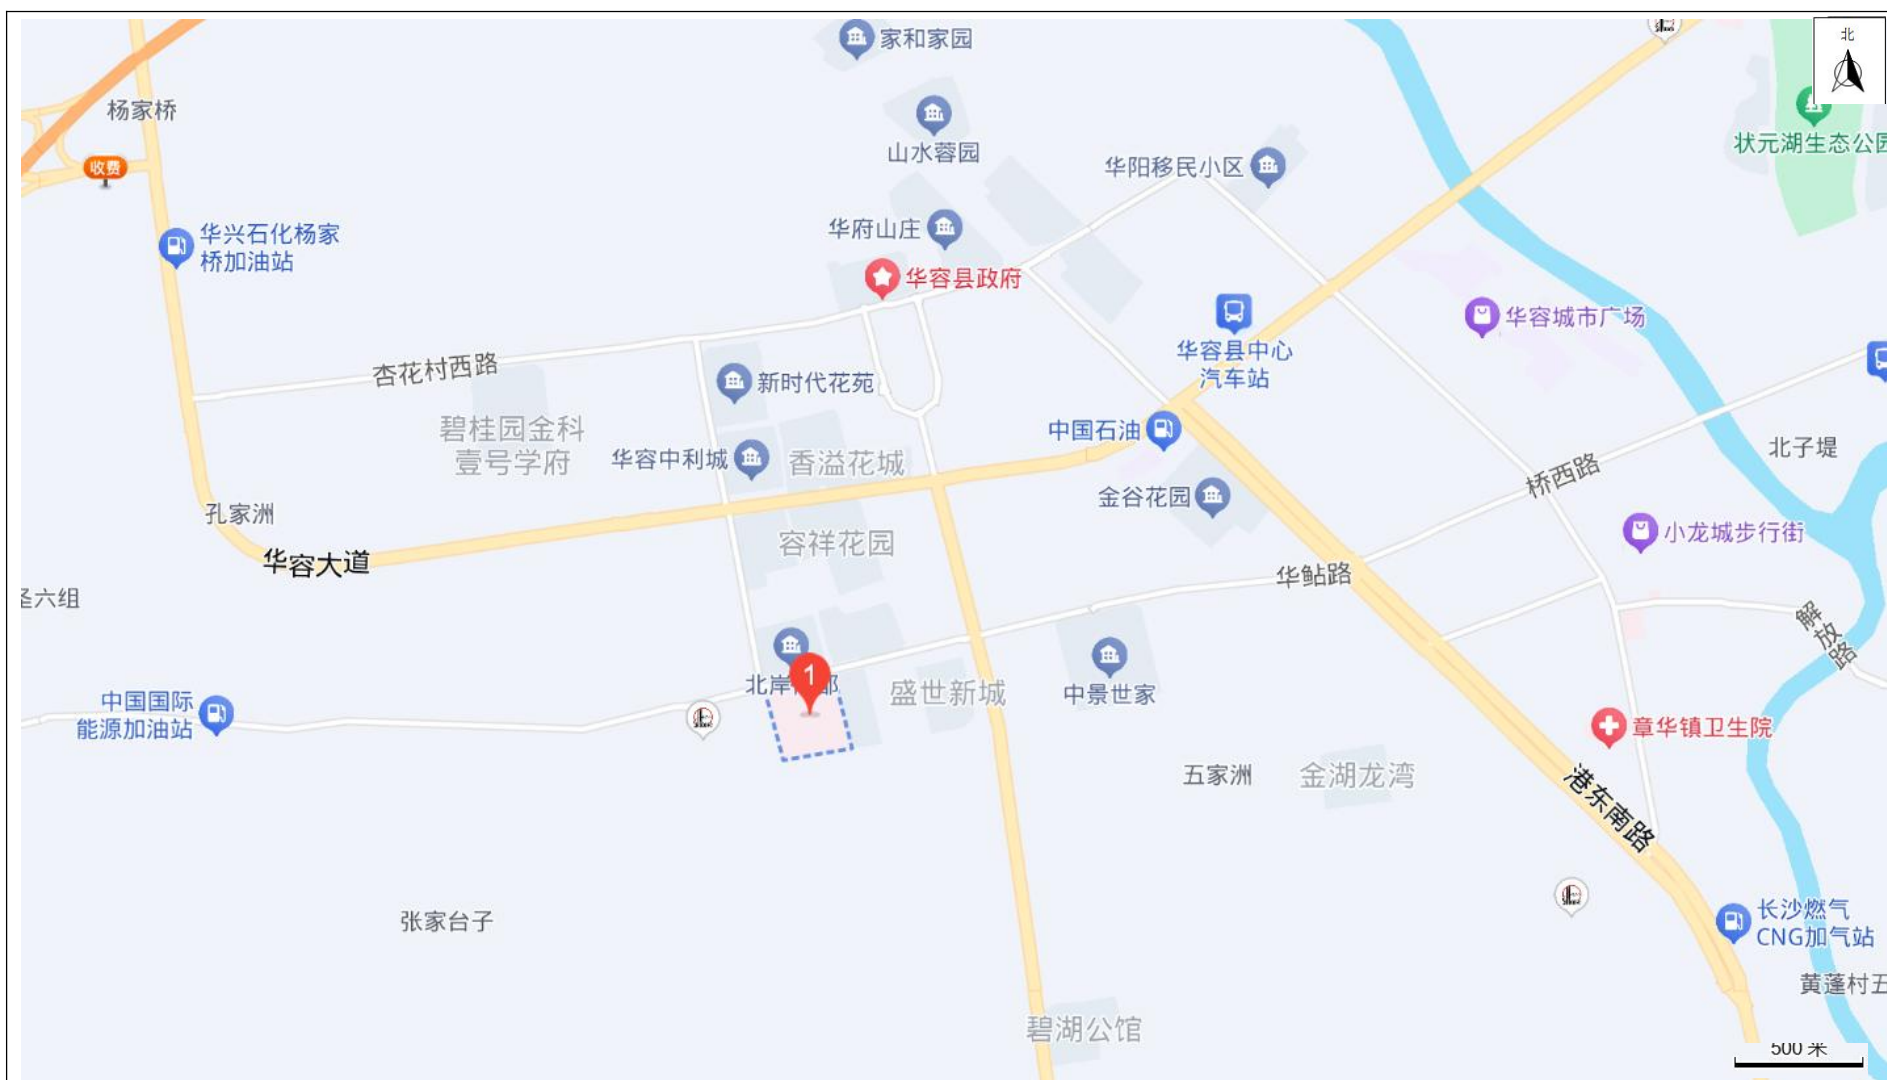 家和家园
北
杨家桥
山水蓉园
状元湖生态公园
华阳移民小区
收费
华府山庄
华兴石化杨家
桥加油站
华容县政府
华容城市广场
华容县中心
汽车站
杏花村西路
新时代花苑
碧桂园金科
壹号学府
中国石油
北子堤
华容中利城
香溢花城
桥西路
金谷花园
孔家洲
小龙城步行街
容祥花园
华容大道
华鲇路
六组
解放路
1
北岸
盛世新城
中景世家
中国国际
能源加油站
章华镇卫生院
五家洲
金湖龙湾
港东南路
张家台子
长沙燃气
CNG加气站
黄蓬村五
碧湖公馆
500 米